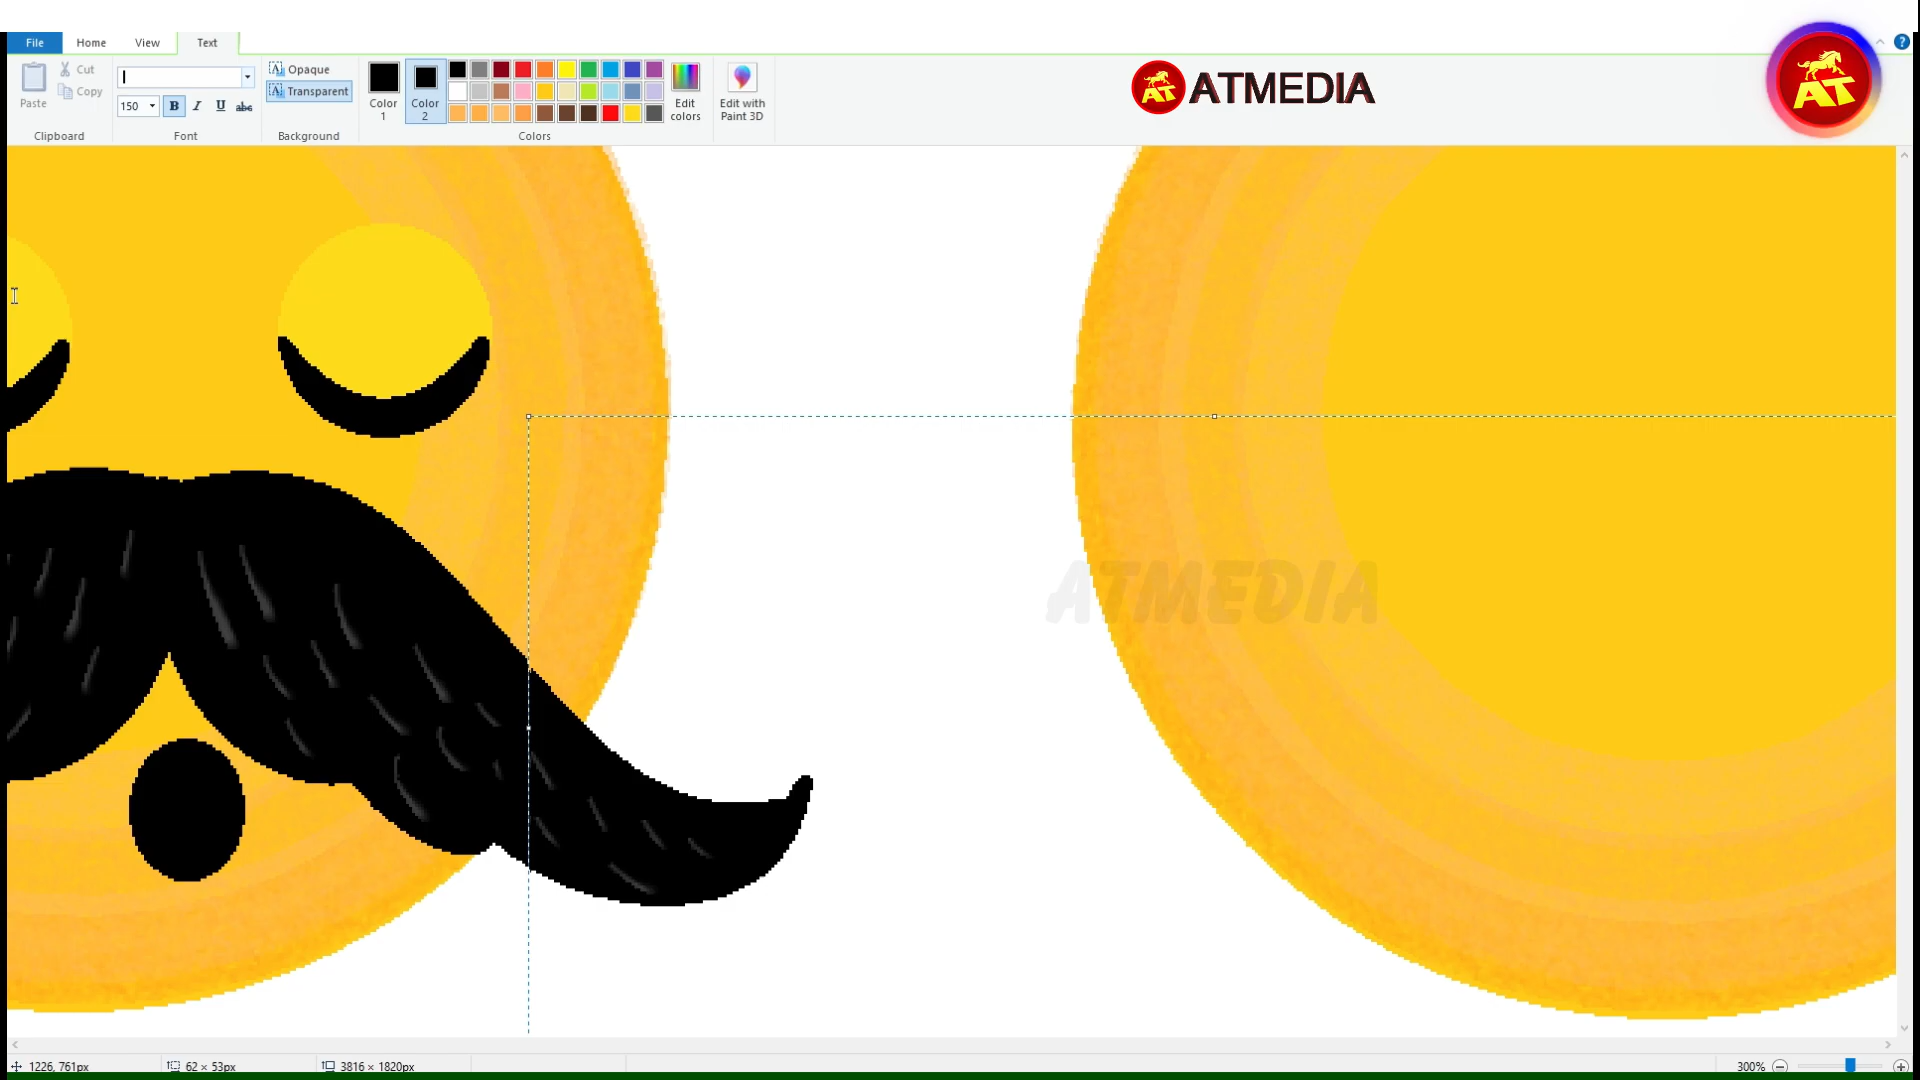 File Home View Text
Paste Cut Copy
Clipboard
150 B I U abc
Font
Opaque
Transparent
Background
Color 1
Color 2
Edit colors
Colors
Edit with Paint 3D
ATMEDIA
AT
AT
?
ATMEDIA
1226, 761px
62 × 53px
3816 × 1820px
300%